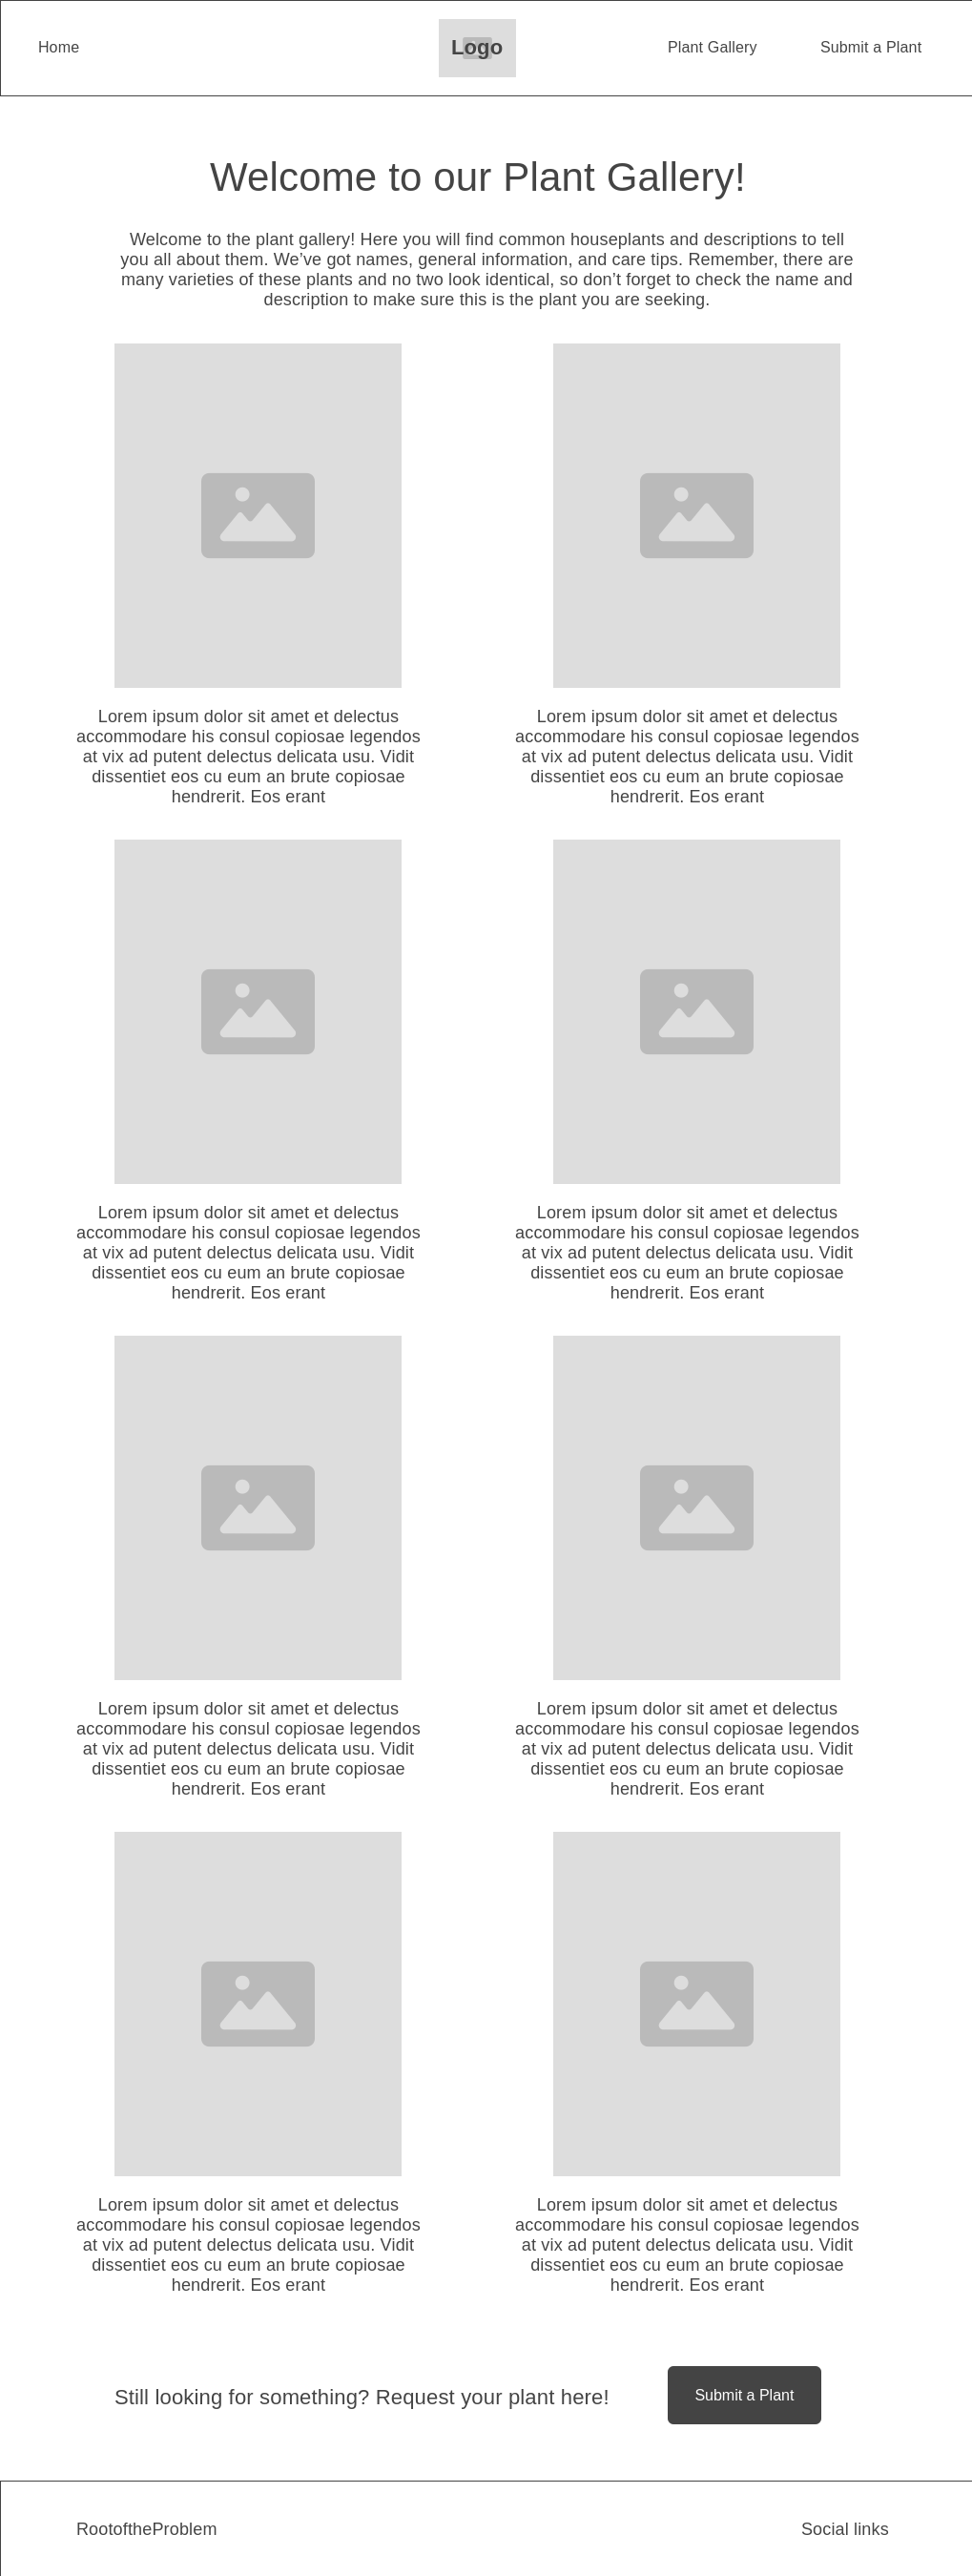 Home
Logo
Plant Gallery
Submit a Plant
Welcome to our Plant Gallery!
Welcome to the plant gallery! Here you will find common houseplants and descriptions to tell
you all about them. We’ve got names, general information, and care tips. Remember, there are
many varieties of these plants and no two look identical, so don’t forget to check the name and
description to make sure this is the plant you are seeking.
Lorem ipsum dolor sit amet et delectus
accommodare his consul copiosae legendos
at vix ad putent delectus delicata usu. Vidit
dissentiet eos cu eum an brute copiosae
hendrerit. Eos erant
Lorem ipsum dolor sit amet et delectus
accommodare his consul copiosae legendos
at vix ad putent delectus delicata usu. Vidit
dissentiet eos cu eum an brute copiosae
hendrerit. Eos erant
Lorem ipsum dolor sit amet et delectus
accommodare his consul copiosae legendos
at vix ad putent delectus delicata usu. Vidit
dissentiet eos cu eum an brute copiosae
hendrerit. Eos erant
Lorem ipsum dolor sit amet et delectus
accommodare his consul copiosae legendos
at vix ad putent delectus delicata usu. Vidit
dissentiet eos cu eum an brute copiosae
hendrerit. Eos erant
Lorem ipsum dolor sit amet et delectus
accommodare his consul copiosae legendos
at vix ad putent delectus delicata usu. Vidit
dissentiet eos cu eum an brute copiosae
hendrerit. Eos erant
Lorem ipsum dolor sit amet et delectus
accommodare his consul copiosae legendos
at vix ad putent delectus delicata usu. Vidit
dissentiet eos cu eum an brute copiosae
hendrerit. Eos erant
Lorem ipsum dolor sit amet et delectus
accommodare his consul copiosae legendos
at vix ad putent delectus delicata usu. Vidit
dissentiet eos cu eum an brute copiosae
hendrerit. Eos erant
Lorem ipsum dolor sit amet et delectus
accommodare his consul copiosae legendos
at vix ad putent delectus delicata usu. Vidit
dissentiet eos cu eum an brute copiosae
hendrerit. Eos erant
Still looking for something? Request your plant here!
Submit a Plant
RootoftheProblem
Social links